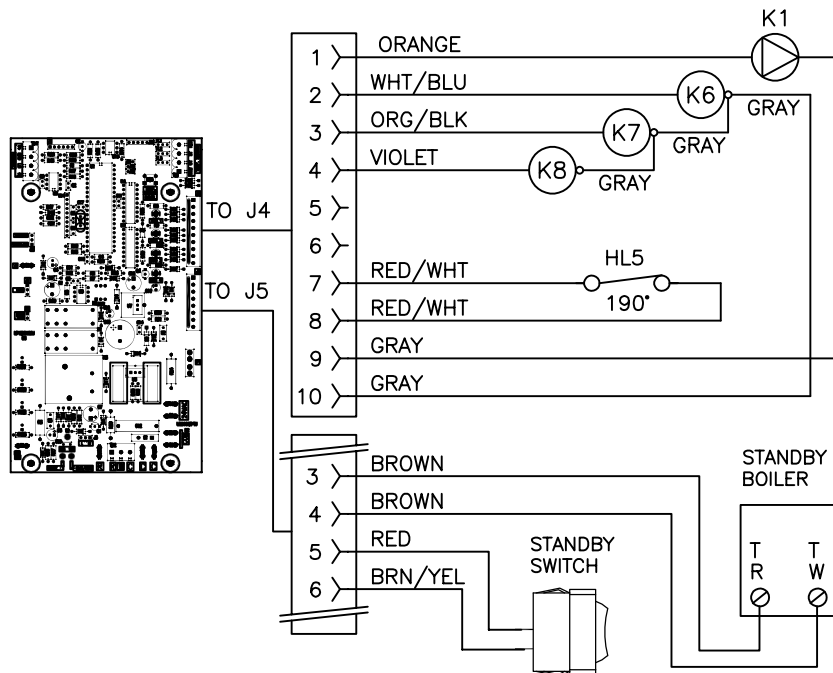 K1
1 ORANGE
2 WHT/BLU K6 GRAY
3 ORG/BLK K7 GRAY
4 VIOLET K8 GRAY
TO J4
5
6
HL5
7 RED/WHT
190°
TO J5
8 RED/WHT
9 GRAY
10 GRAY
3 BROWN
4 BROWN
5 RED
6 BRN/YEL
STANDBY
SWITCH
STANDBY
BOILER
T T
R W